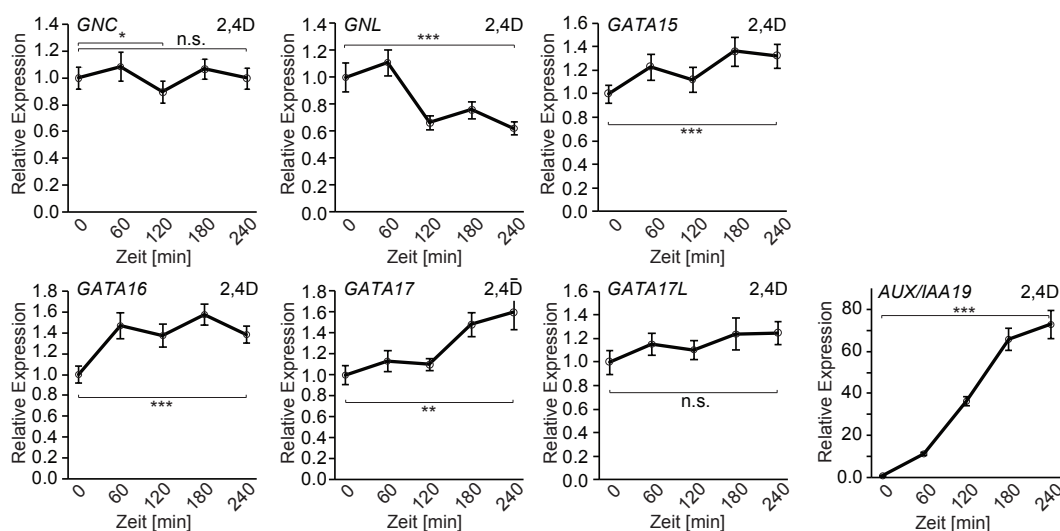 GNC 2,4D
* n.s.
Relative Expression
1.4
1.2
1.0
0.8
0.6
0.4
0.2
0.0
0 60 120 180 240
Zeit [min]
GNL 2,4D
***
Relative Expression
1.4
1.2
1.0
0.8
0.6
0.4
0.2
0.0
0 60 120 180 240
Zeit [min]
GATA15 2,4D
***
Relative Expression
1.6
1.4
1.2
1.0
0.8
0.6
0.4
0.2
0.0
0 60 120 180 240
Zeit [min]
GATA16 2,4D
***
Relative Expression
1.8
1.6
1.4
1.2
1.0
0.8
0.6
0.4
0.2
0.0
0 60 120 180 240
Zeit [min]
GATA17 2,4D
**
Relative Expression
1.8
1.6
1.4
1.2
1.0
0.8
0.6
0.4
0.2
0.0
0 60 120 180 240
Zeit [min]
GATA17L 2,4D
n.s.
Relative Expression
1.6
1.4
1.2
1.0
0.8
0.6
0.4
0.2
0.0
0 60 120 180 240
Zeit [min]
AUX/IAA19 2,4D
***
Relative Expression
80
60
40
20
0.0
0 60 120 180 240
Zeit [min]